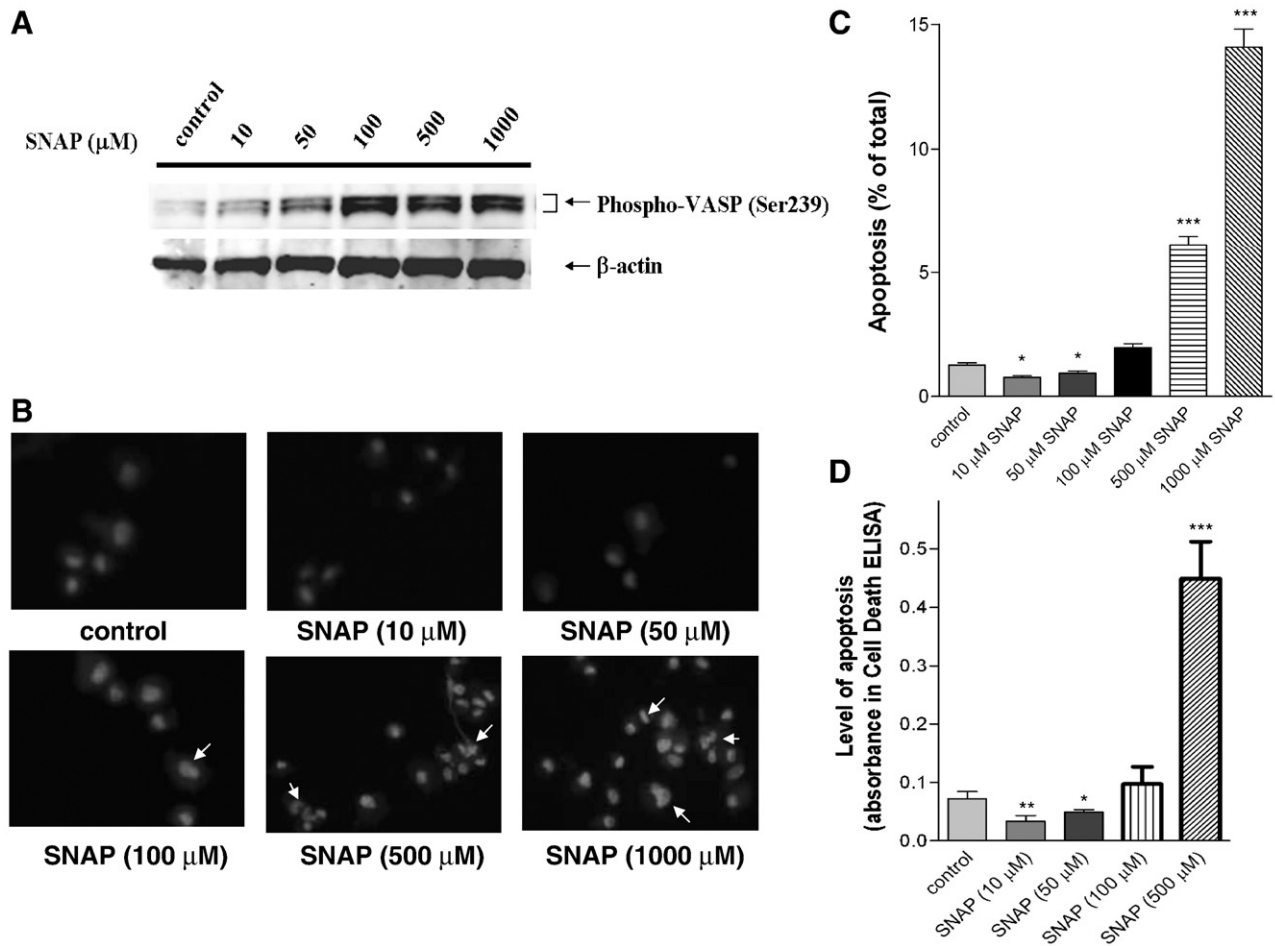 A
SNAP (μM)
control
10
50
100
500
1000
Phospho-VASP (Ser239)
β-actin
B
control
SNAP (10 μM)
SNAP (50 μM)
SNAP (100 μM)
SNAP (500 μM)
SNAP (1000 μM)
C
Apoptosis (% of total)
15
10
5
0
*
*
***
***
control
10 μM SNAP
50 μM SNAP
100 μM SNAP
500 μM SNAP
1000 μM SNAP
D
Level of apoptosis
(absorbance in Cell Death ELISA)
0.5
0.4
0.3
0.2
0.1
0.0
**
*
***
control
SNAP (10 μM)
SNAP (50 μM)
SNAP (100 μM)
SNAP (500 μM)